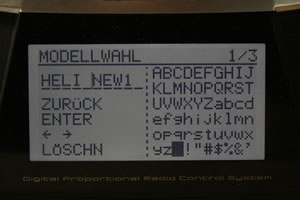 MODELLWAHL 1/3
HELI NEW1
ZURÜCK
ENTER
← →
LÖSCHN
ABCDEFGHIJ
KLMNOPQRST
UVWXYZabcd
efghijklmn
opqrstuvwx
yz !"#$%&'
Digital Proportional Radio Control System